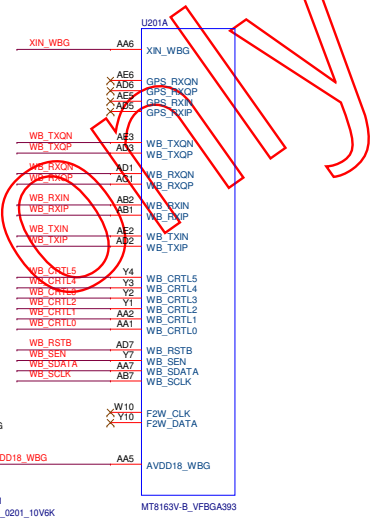 U201A
XIN_WBG AA6 XIN_WBG
AE6 GPS_RXQN
AD6 GPS_RXQP
AE5 GPS_RXIN
AD5 GPS_RXIP
WB_TXQN AE3 WB_TXQN
WB_TXQP AD3 WB_TXQP
WB_RXQN AD1 WB_RXQN
WB_RXQP AC1 WB_RXQP
WB_RXIN AB2 WB_RXIN
WB_RXIP AB1 WB_RXIP
WB_TXIN AE2 WB_TXIN
WB_TXIP AD2 WB_TXIP
WB_CRTL5 Y4 WB_CRTL5
WB_CRTL4 Y3 WB_CRTL4
WB_CRTL3 Y2 WB_CRTL3
WB_CRTL2 Y1 WB_CRTL2
WB_CRTL1 AA2 WB_CRTL1
WB_CRTL0 AA1 WB_CRTL0
WB_RSTB AD7 WB_RSTB
WB_SEN Y7 WB_SEN
WB_SDATA AA7 WB_SDATA
WB_SCLK AB7 WB_SCLK
W10 F2W_CLK
Y10 F2W_DATA
G
DD18_WBG AA5 AVDD18_WBG
MT8163V-B_VFBGA393
_0201_10V6K
only